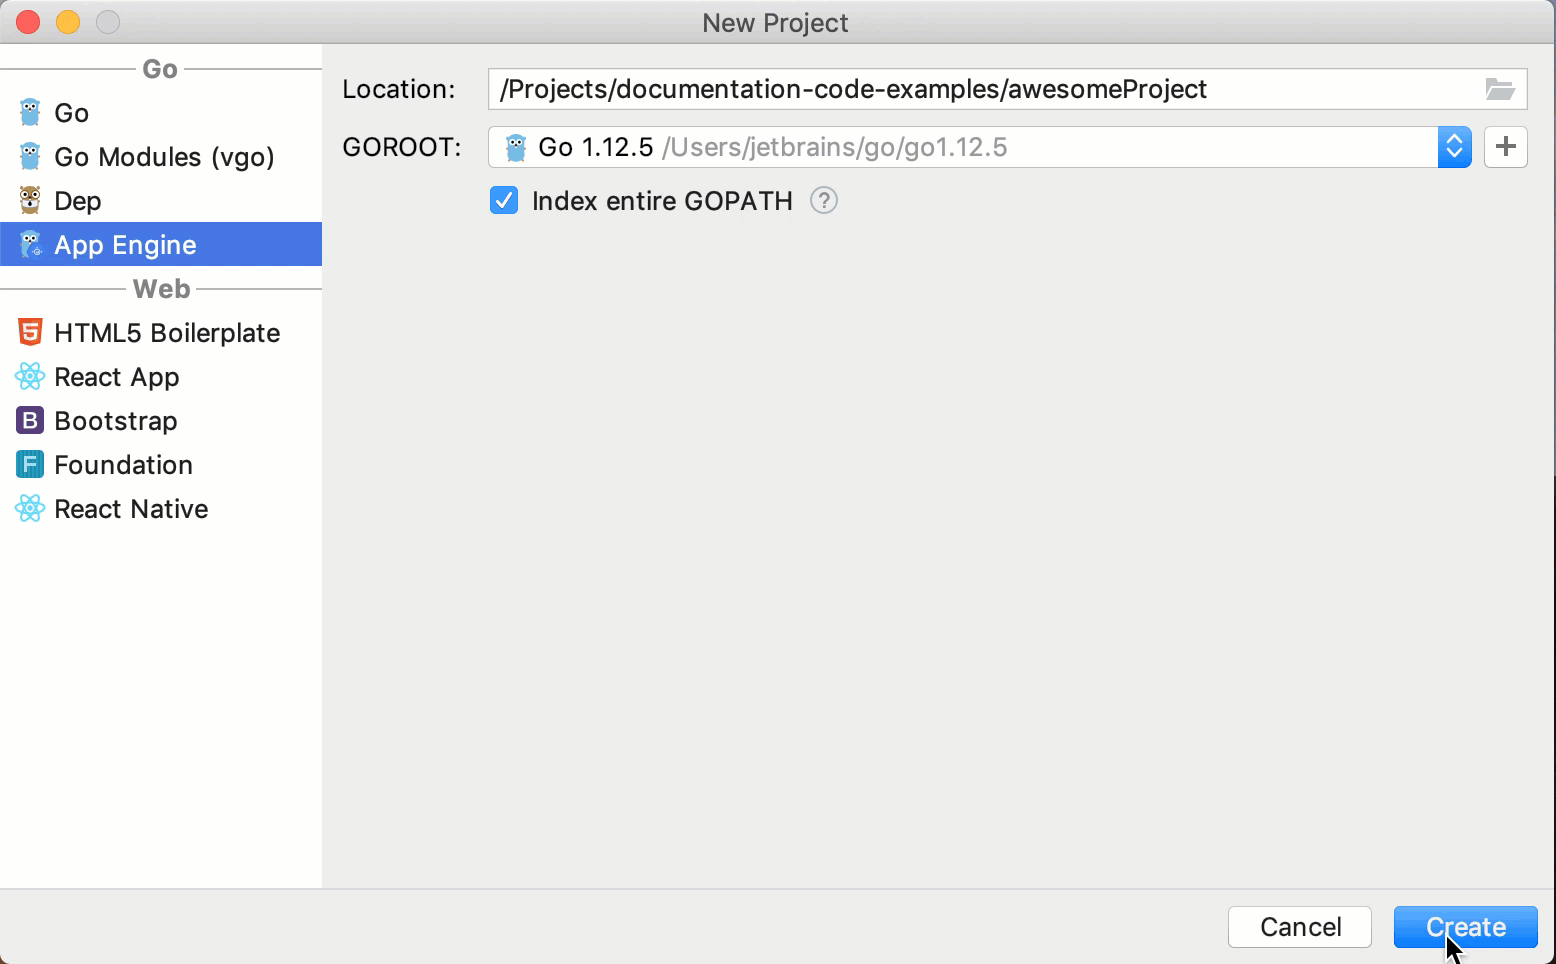 New Project
Go
Go
Go Modules (vgo)
Dep
App Engine
Web
HTML5 Boilerplate
React App
B Bootstrap
F Foundation
React Native
Location: /Projects/documentation-code-examples/awesomeProject
GOROOT: Go 1.12.5 /Users/jetbrains/go/go1.12.5
Index entire GOPATH ?
Cancel Create